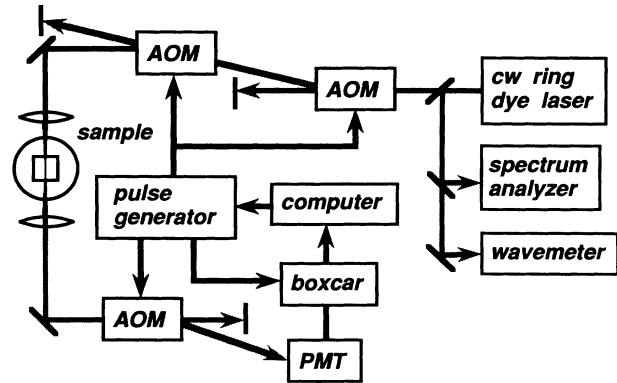 AOM
AOM
cw ring
dye laser
sample
spectrum
analyzer
pulse
generator
computer
wavemeter
boxcar
AOM
PMT